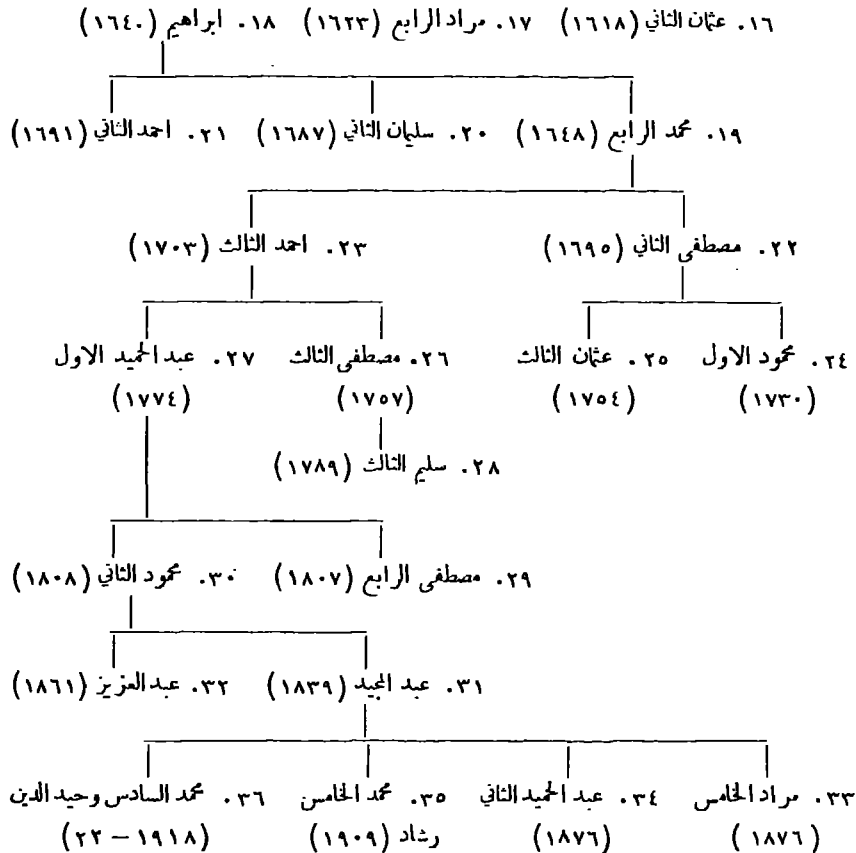 ١٦. عثان الثاني (١٦١٨) ١٧. مراد الرابع (١٦٢٣) ١٨. ابراهيم (١٦٤٠)
١٩. محمد الرابع (١٦٤٨) ٢٠. سليان الثاني (١٦٨٧) ٢١. احمد الثاني (١٦٩١)
٢٢. مصطفى الثاني (١٦٩٥) ٢٣. احمد الثالث (١٧٠٣)
٢٤. محمود الاول ٢٥. عثان الثالث ٢٦. مصطفى الثالث ٢٧. عبد الحميد الاول
(١٧٣٠) (١٧٥٤) (١٧٥٧) (١٧٧٤)
٢٨. سليم الثالث (١٧٨٩)
٢٩. مصطفى الرابع (١٨٠٧) ٣٠. محمود الثاني (١٨٠٨)
٣١. عبد المجيد (١٨٣٩) ٣٢. عبد العزيز (١٨٦١)
٣٣. مراد الخامس ٣٤. عبد الحميد الثاني ٣٥. محمد الخامس ٣٦. محمد السادس وحيد الدين
(١٨٧٦) (١٨٧٦) رشاد (١٩٠٩) (١٩١٨ – ٢٢)